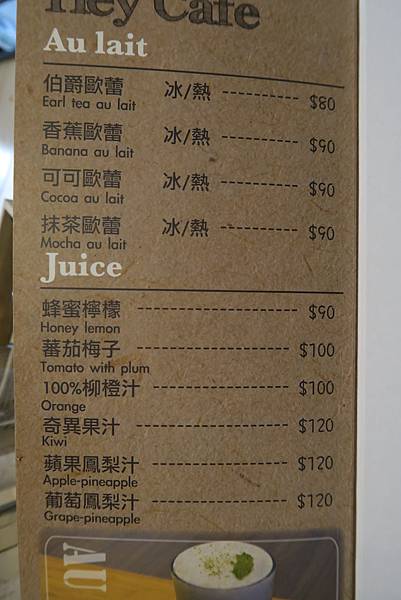 Hey Cafe
Au lait
伯爵歐蕾 冰/熱 ---------- $80
Earl tea au lait
香蕉歐蕾 冰/熱 ---------- $90
Banana au lait
可可歐蕾 冰/熱 ---------- $90
Cocoa au lait
抹茶歐蕾 冰/熱 ---------- $90
Mocha au lait
Juice
蜂蜜檸檬 ---------- $90
Honey lemon
蕃茄梅子 ---------- $100
Tomato with plum
100%柳橙汁 ---------- $100
Orange
奇異果汁 ---------- $120
Kiwi
蘋果鳳梨汁 ---------- $120
Apple-pineapple
葡萄鳳梨汁 ---------- $120
Grape-pineapple
AU